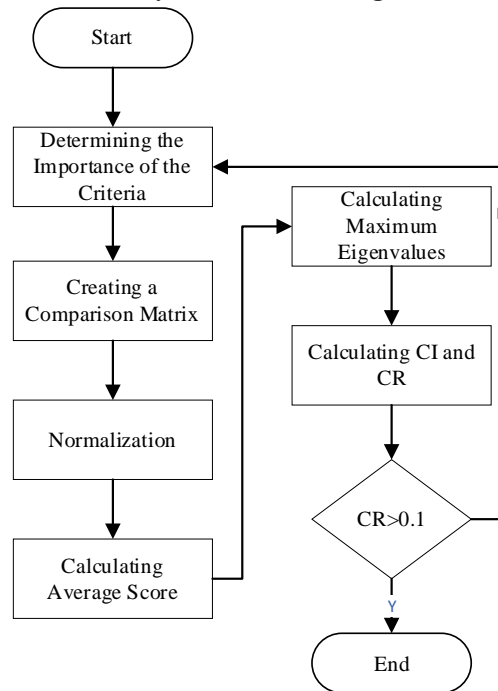 Start
Determining the
Importance of the
Criteria
Creating a
Comparison Matrix
Normalization
Calculating
Average Score
Calculating
Maximum
Eigenvalues
Calculating CI and
CR
CR>0.1
Y
End